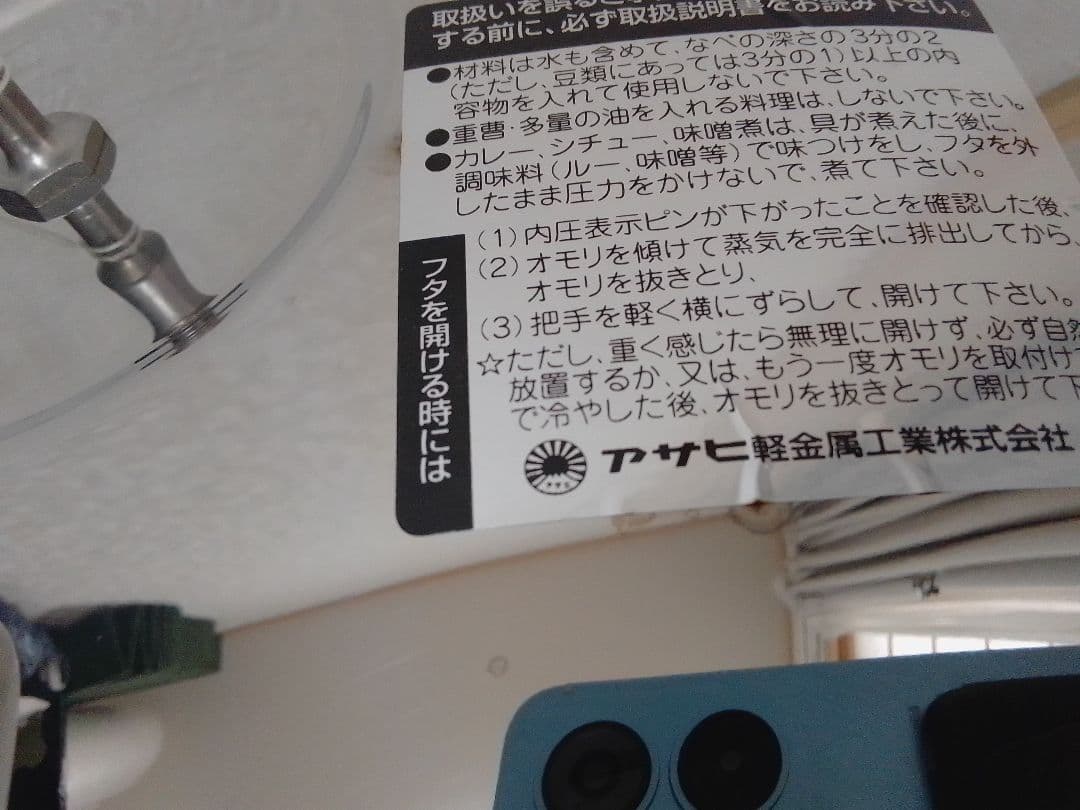 取扱いを誤ると
する前に、必ず取扱説明書をお読み下さい。
●材料は水も含めて、なべの深さの3分の2
(ただし、豆類にあっては3分の1)以上の内
容物を入れて使用しないで下さい。
●重曹・多量の油を入れる料理は、しないで下さい。
●カレー、シチュー、味噌煮は、具が煮えた後に、
調味料(ルー、味噌等)で味つけをし、フタを外
したまま圧力をかけないで、煮て下さい。
フタを開ける時には
(1)内圧表示ピンが下がったことを確認した後、
(2)オモリを傾けて蒸気を完全に排出してから、
オモリを抜きとり、
(3)把手を軽く横にずらして、開けて下さい。
☆ただし、重く感じたら無理に開けず、必ず自然
放置するか、又は、もう一度オモリを取付け
で冷やした後、オモリを抜きとって開けて下
アサヒ軽金属工業株式会社